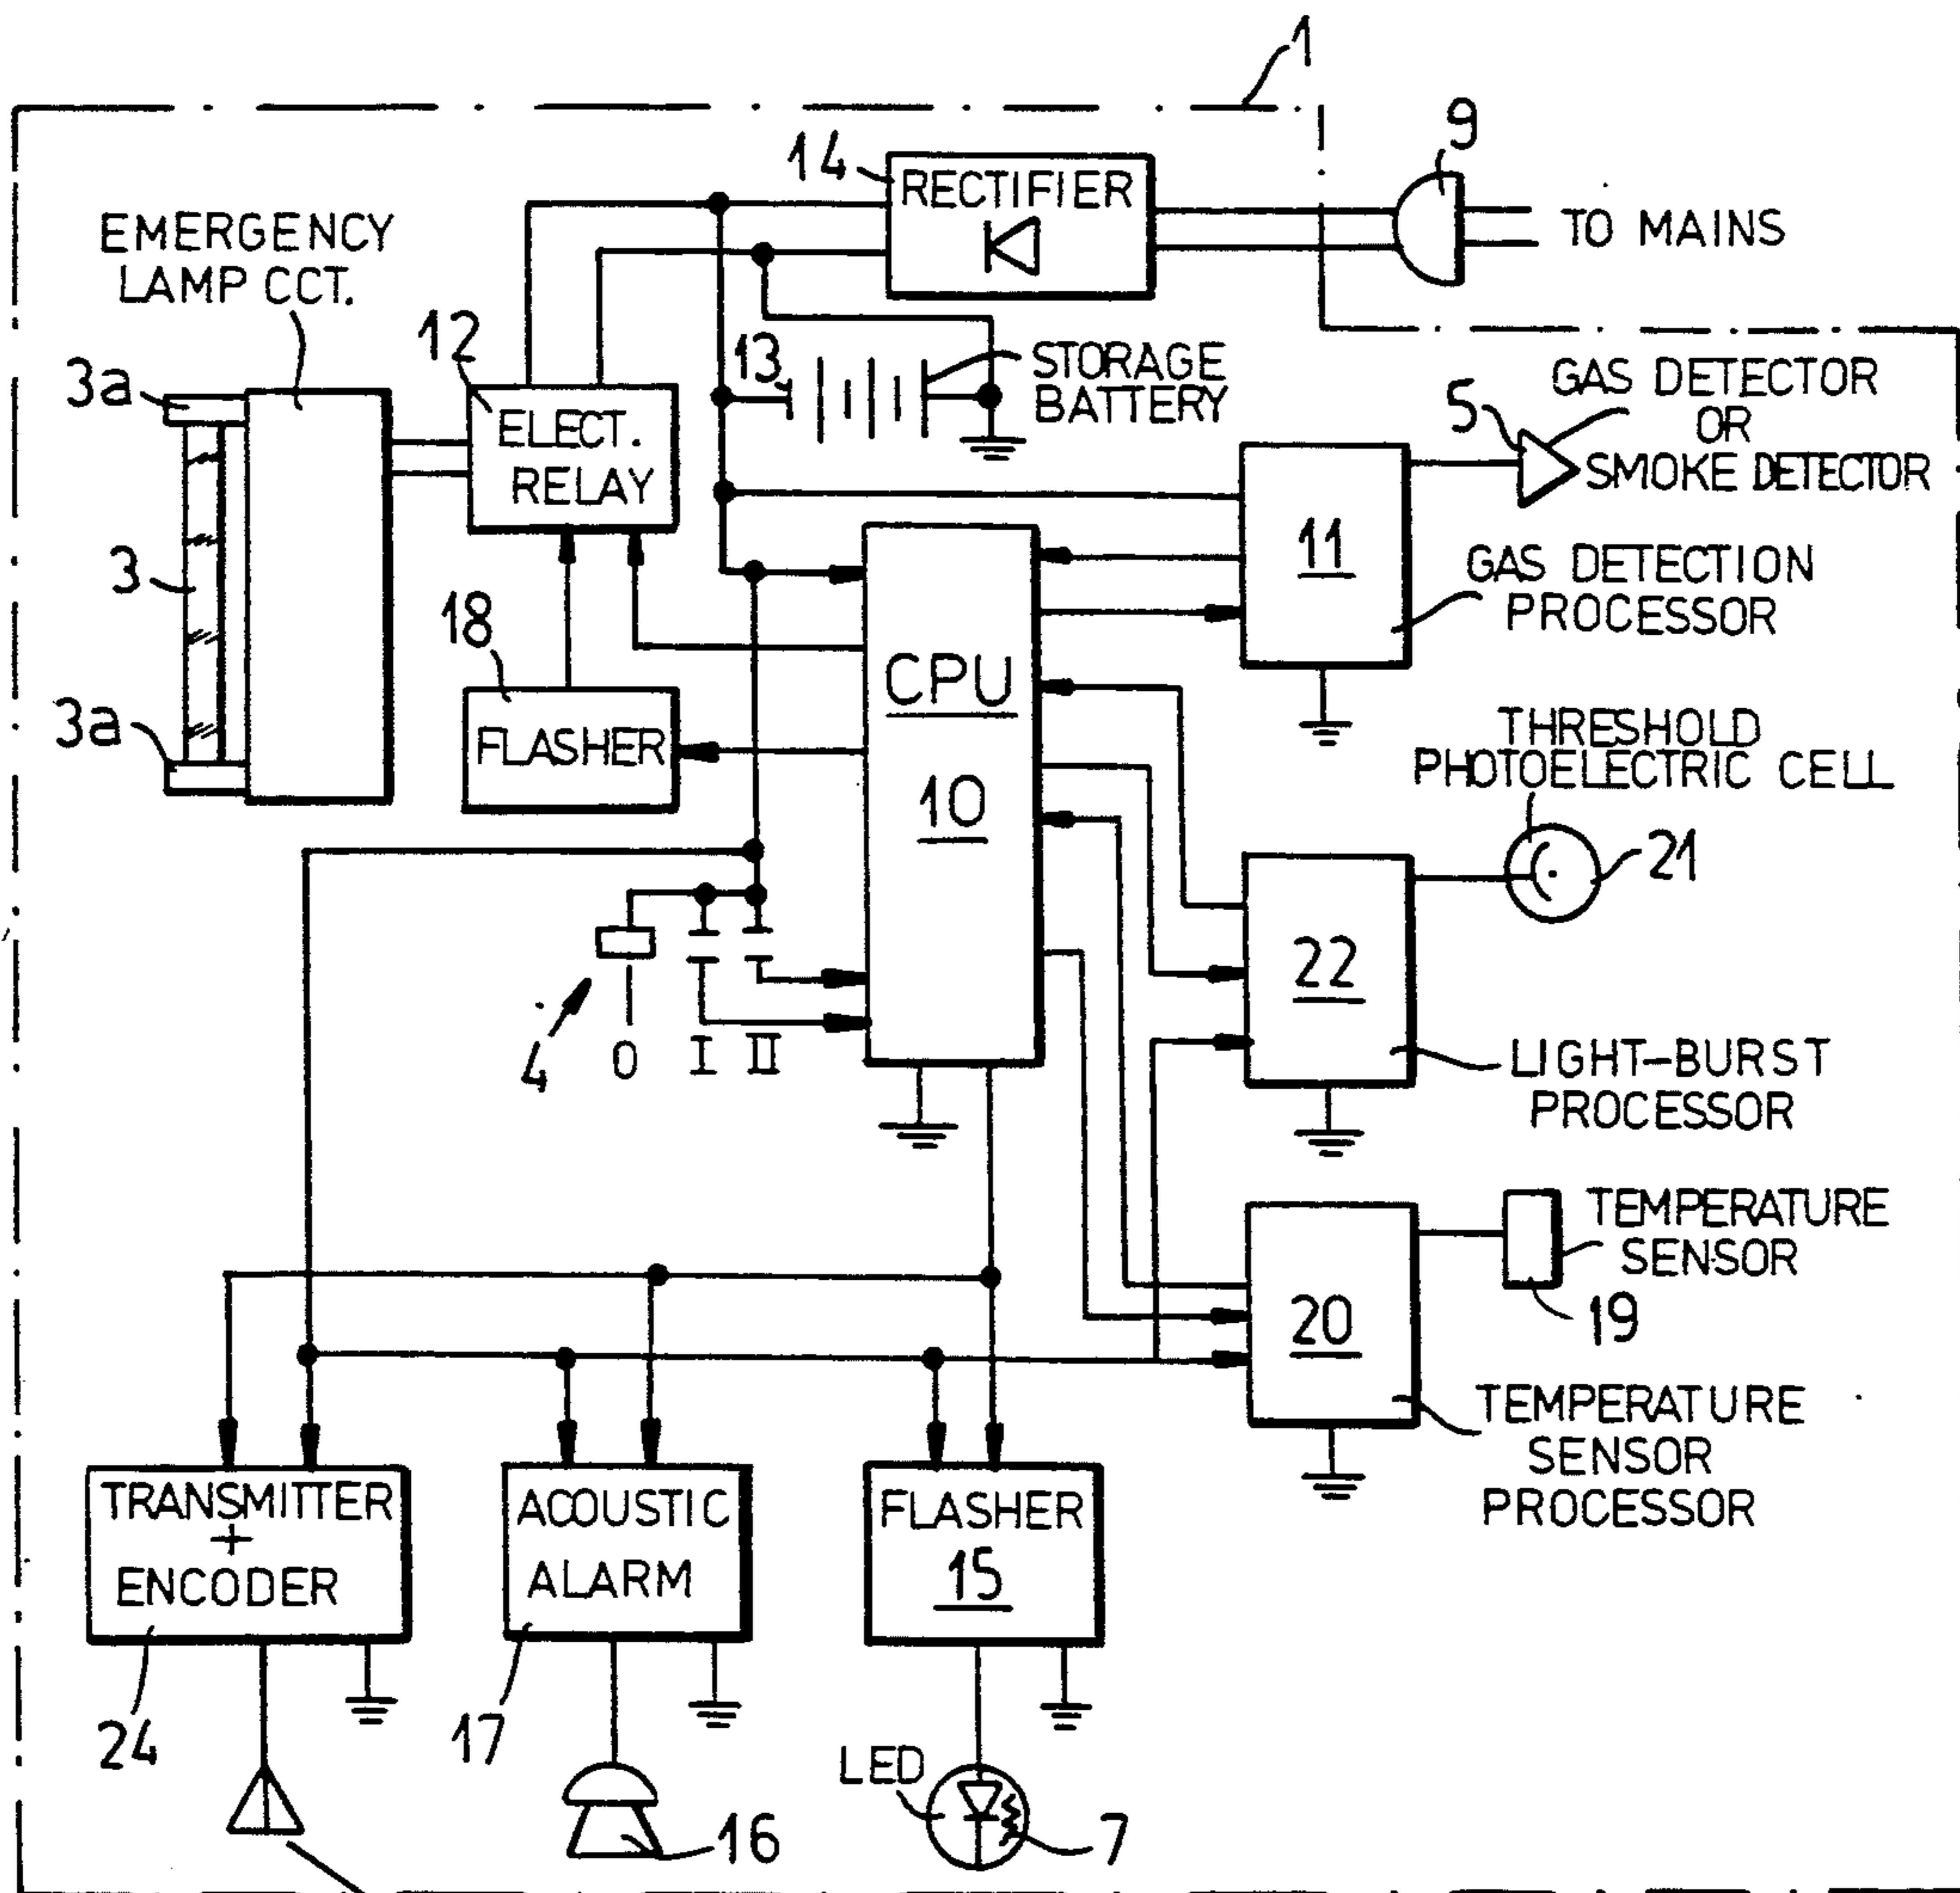 1
9
14
RECTIFIER
TO MAINS
EMERGENCY
LAMP CCT.
12
13
STORAGE
BATTERY
GAS DETECTOR
OR
SMOKE DETECTOR
5
3a
ELECT.
RELAY
3
11
GAS DETECTION
PROCESSOR
18
CPU
10
3a
FLASHER
THRESHOLD
PHOTOELECTRIC CELL
21
22
4
0
I
II
LIGHT-BURST
PROCESSOR
TEMPERATURE
SENSOR
19
20
TEMPERATURE
SENSOR
PROCESSOR
TRANSMITTER
+
ENCODER
ACOUSTIC
ALARM
FLASHER
15
24
17
LED
16
7